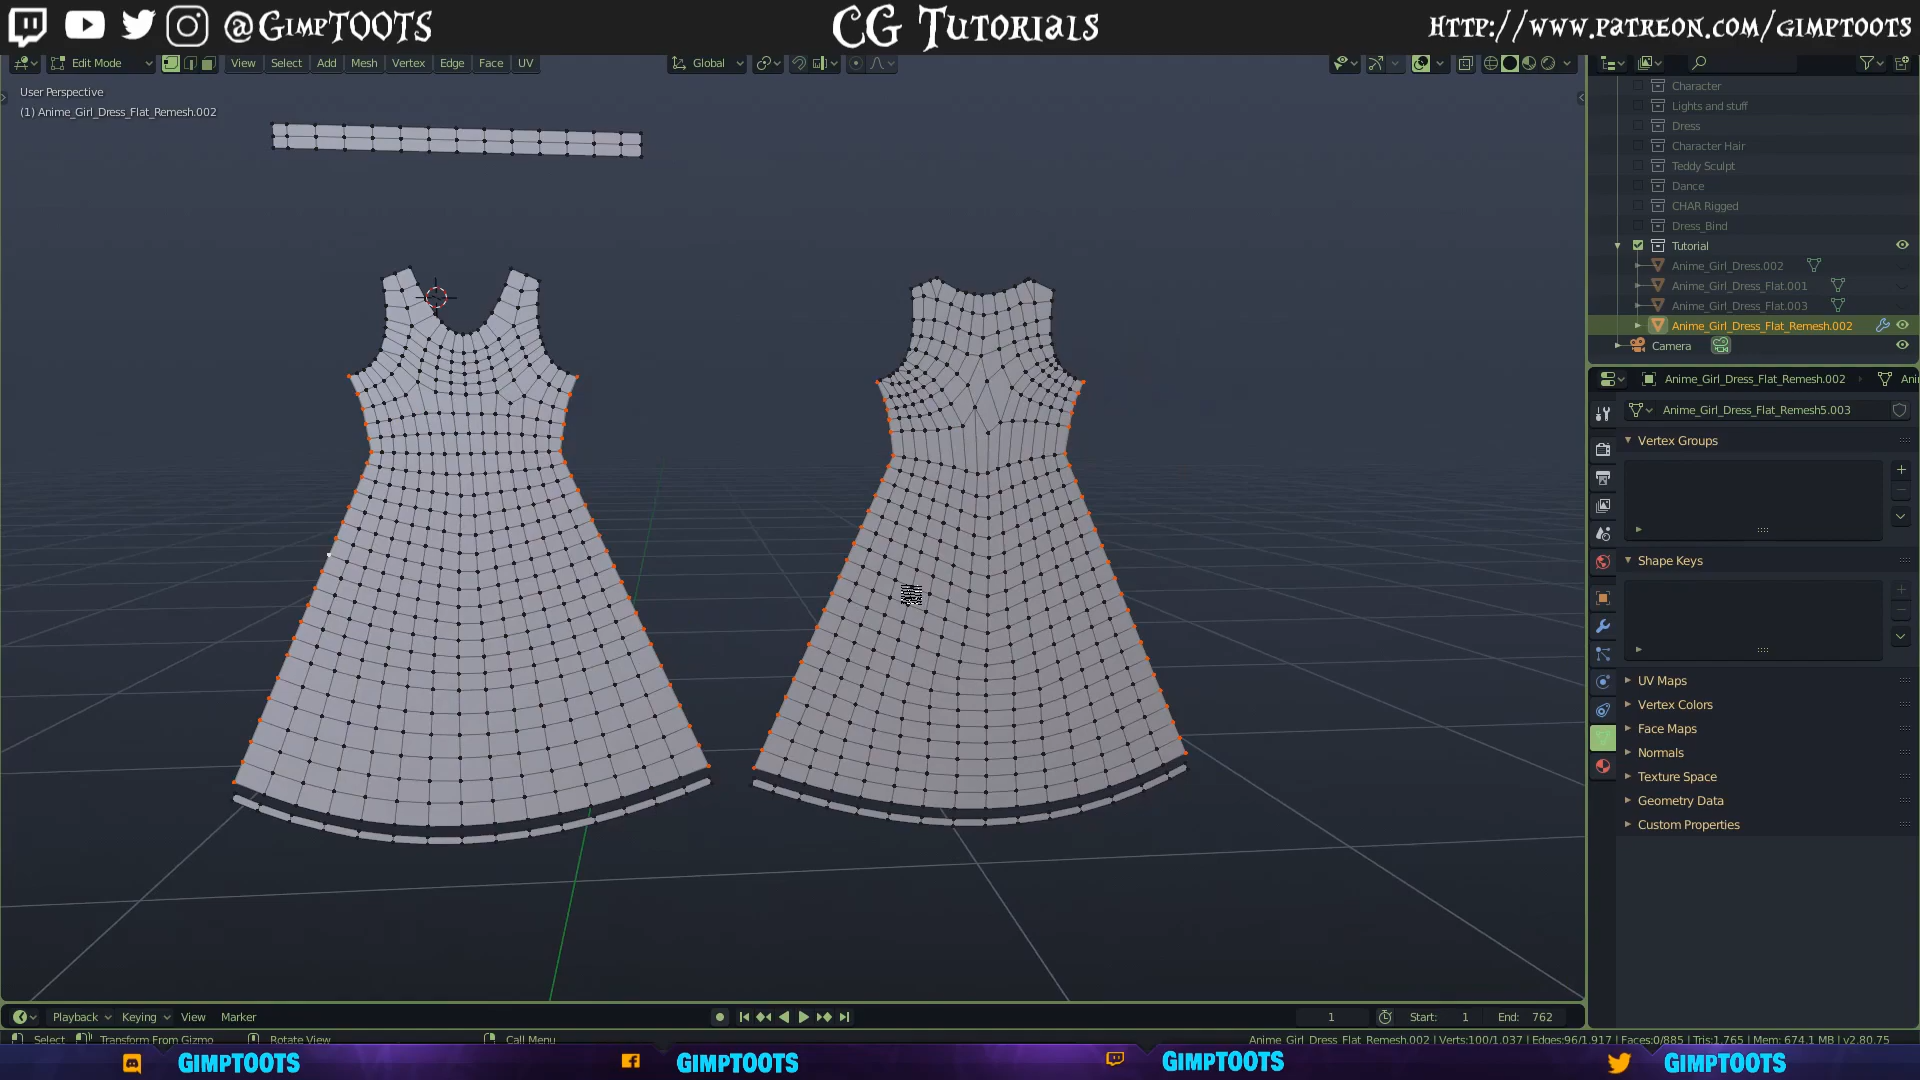 @GimpTOOTS
CG Tutorials
http://www.patreon.com/gimptoots
Edit Mode
View
Select
Add
Mesh
Vertex
Edge
Face
UV
Global
User Perspective
(1) Anime_Girl_Dress_Flat_Remesh.002
Character
Lights and stuff
Dress
Character Hair
Teddy Sculpt
Dance
CHAR Rigged
Dress_Bind
Tutorial
Anime_Girl_Dress.002
Anime_Girl_Dress_Flat.001
Anime_Girl_Dress_Flat.003
Anime_Girl_Dress_Flat_Remesh.002
Camera
Anime_Girl_Dress_Flat_Remesh.002
Ani
Anime_Girl_Dress_Flat_Remesh5.003
Vertex Groups
Shape Keys
UV Maps
Vertex Colors
Face Maps
Normals
Texture Space
Geometry Data
Custom Properties
Playback
Keying
View
Marker
1
Start: 1
End: 762
Select
Transform From Gizmo
Rotate View
Call Menu
Anime_Girl_Dress_Flat_Remesh.002 | Verts:100/1.037 | Edges:96/1.917 | Faces:0/885 | Tris:1.765 | Mem: 674.1 MB | v2.80.75
GIMPTOOTS
GIMPTOOTS
GIMPTOOTS
GIMPTOOTS